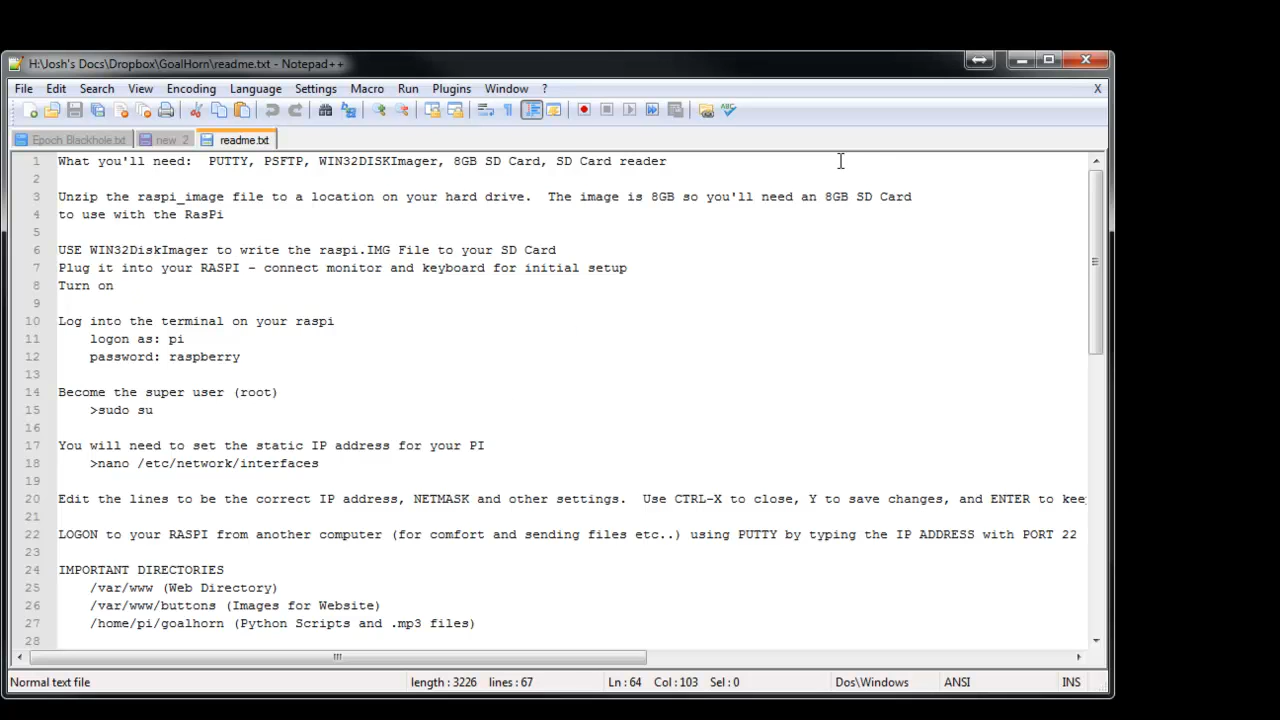 H:\Josh's Docs\Dropbox\GoalHorn\readme.txt - Notepad++
File Edit Search View Encoding Language Settings Macro Run Plugins Window ? X
Epoch Blackhole.txt new 2 readme.txt
1 What you'll need:  PUTTY, PSFTP, WIN32DISKImager, 8GB SD Card, SD Card reader
2
3 Unzip the raspi_image file to a location on your hard drive.  The image is 8GB so you'll need an 8GB SD Card
4 to use with the RasPi
5
6 USE WIN32DiskImager to write the raspi.IMG File to your SD Card
7 Plug it into your RASPI - connect monitor and keyboard for initial setup
8 Turn on
9
10 Log into the terminal on your raspi
11 logon as: pi
12 password: raspberry
13
14 Become the super user (root)
15 >sudo su
16
17 You will need to set the static IP address for your PI
18 >nano /etc/network/interfaces
19
20 Edit the lines to be the correct IP address, NETMASK and other settings.  Use CTRL-X to close, Y to save changes, and ENTER to kee
21
22 LOGON to your RASPI from another computer (for comfort and sending files etc..) using PUTTY by typing the IP ADDRESS with PORT 22
23
24 IMPORTANT DIRECTORIES
25 /var/www (Web Directory)
26 /var/www/buttons (Images for Website)
27 /home/pi/goalhorn (Python Scripts and .mp3 files)
28
Normal text file length : 3226 lines : 67 Ln : 64 Col : 103 Sel : 0 Dos\Windows ANSI INS